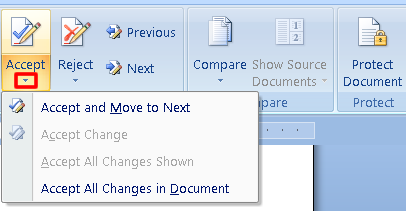 Accept
Reject
Previous
Next
Compare
Show Source
Documents
Protect
Document
pare
Protect
Accept and Move to Next
Accept Change
Accept All Changes Shown
Accept All Changes in Document